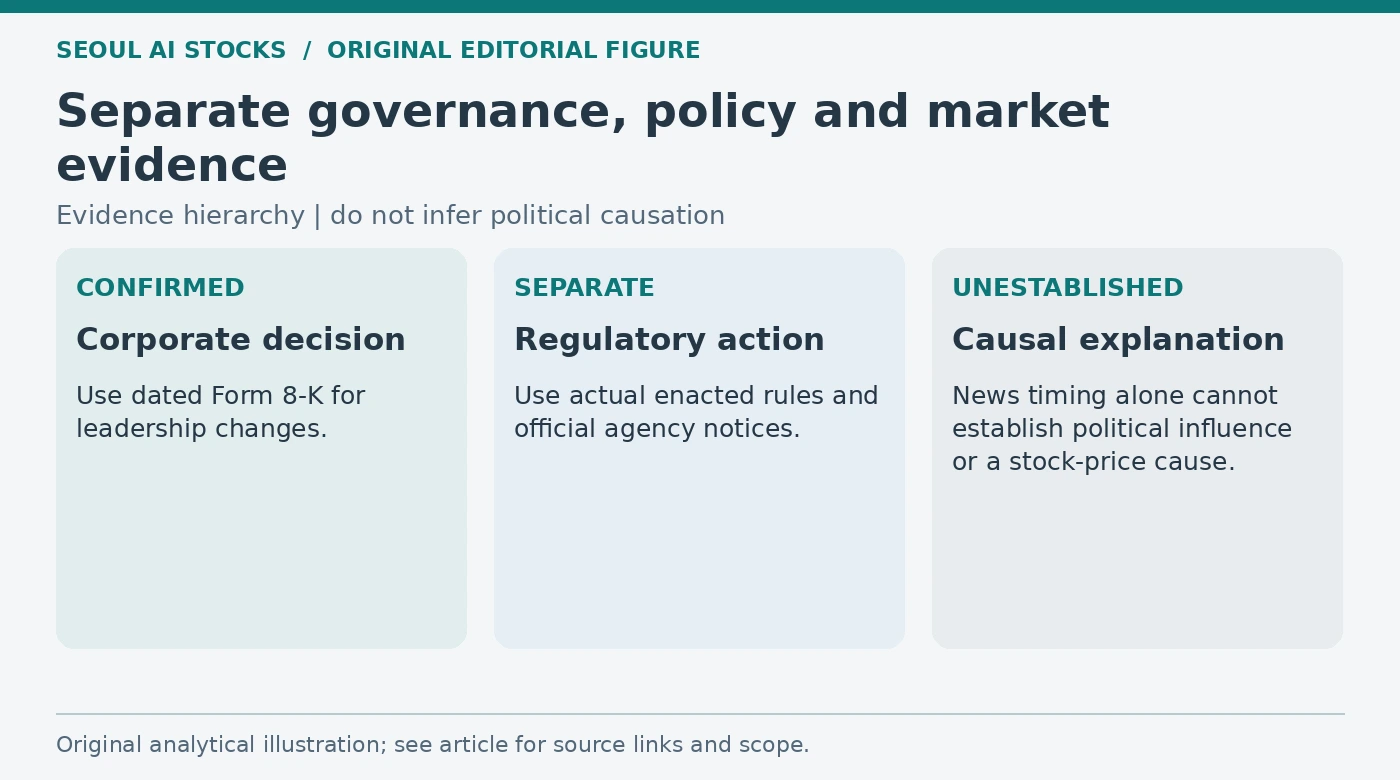 SEOUL AI STOCKS / ORIGINAL EDITORIAL FIGURE
Separate governance, policy and market
evidence
Evidence hierarchy | do not infer political causation
CONFIRMED
Corporate decision
Use dated Form 8-K for
leadership changes.
SEPARATE
Regulatory action
Use actual enacted rules and
official agency notices.
UNESTABLISHED
Causal explanation
News timing alone cannot
establish political influence
or a stock-price cause.
Original analytical illustration; see article for source links and scope.